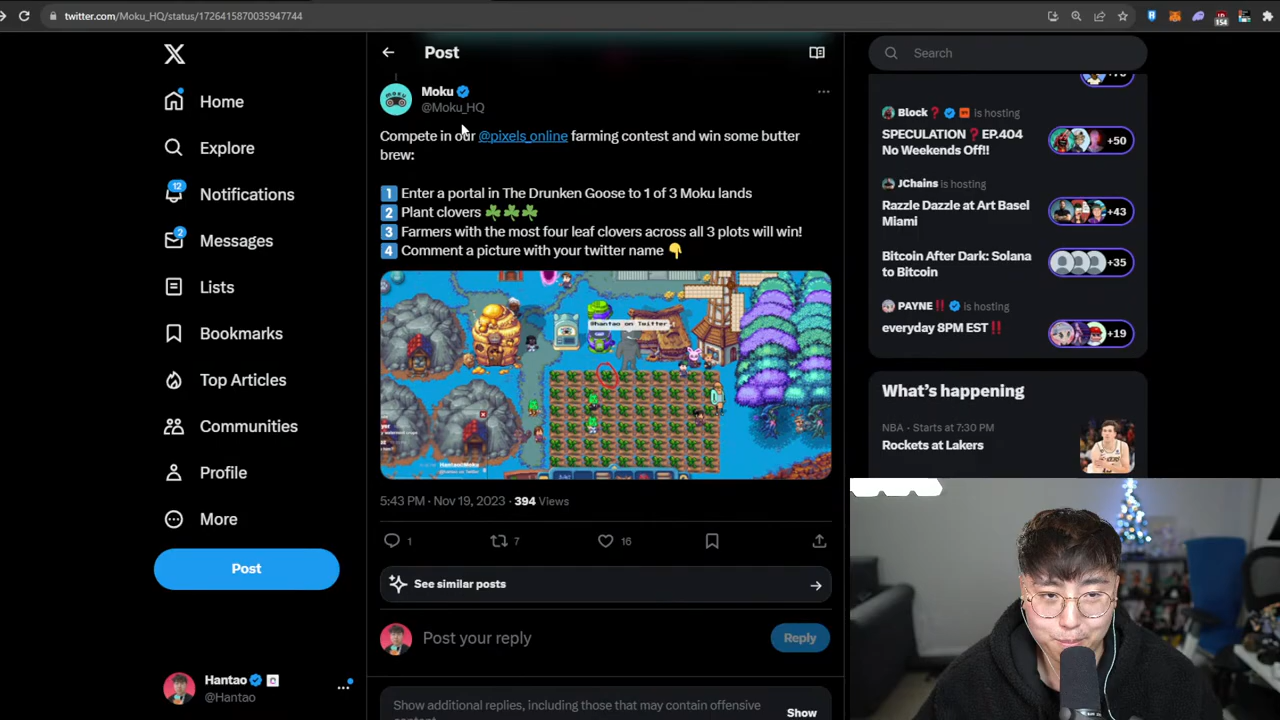 twitter.com/Moku_HQ/status/1726415870035947744
154
X
Home
Explore
12
Notifications
2
Messages
Lists
Bookmarks
Top Articles
Communities
Profile
More
Post
Hantao
@Hantao
Post
moku
Moku
@Moku_HQ
Compete in our @pixels_online farming contest and win some butter
brew:
1 Enter a portal in The Drunken Goose to 1 of 3 Moku lands
2 Plant clovers ☘️☘️☘️
3 Farmers with the most four leaf clovers across all 3 plots will win!
4 Comment a picture with your twitter name 👇
@hantao on Twitter
5:43 PM · Nov 19, 2023 · 394 Views
1
7
16
See similar posts
Post your reply
Reply
Show additional replies, including those that may contain offensive
Show
Search
Block❓ is hosting
SPECULATION❓EP.404
No Weekends Off!!
+50
JChains is hosting
Razzle Dazzle at Art Basel
Miami
+43
Bitcoin After Dark: Solana
to Bitcoin
+35
PAYNE‼️ is hosting
everyday 8PM EST‼️
+19
What's happening
NBA · Starts at 7:30 PM
Rockets at Lakers